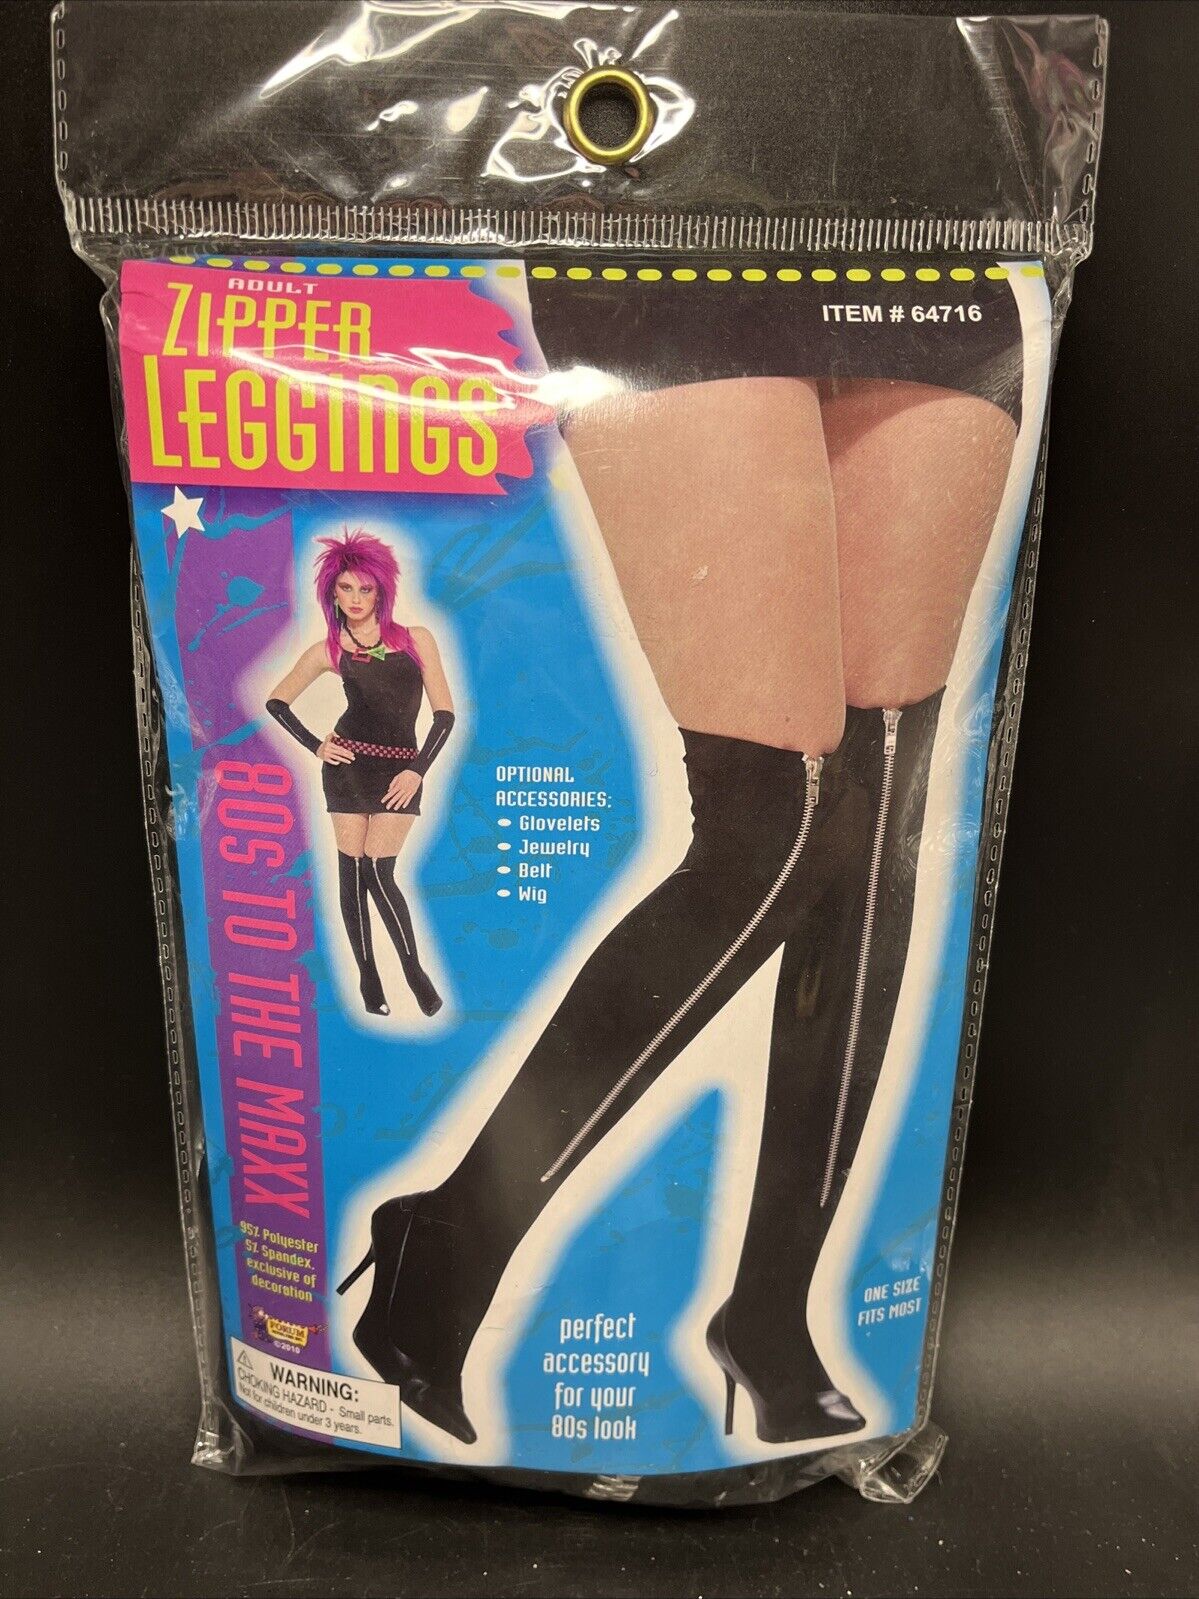 ADULT
ZIPPER
LEGGINGS
ITEM # 64716
OPTIONAL
ACCESSORIES:
• Glovelets
• Jewelry
• Belt
• Wig
80S TO THE MAXX
95% Polyester
5% Spandex,
exclusive of
decoration
FORUM
©2010
WARNING:
CHOKING HAZARD - Small parts.
Not for children under 3 years.
perfect
accessory
for your
80s look
ONE SIZE
FITS MOST